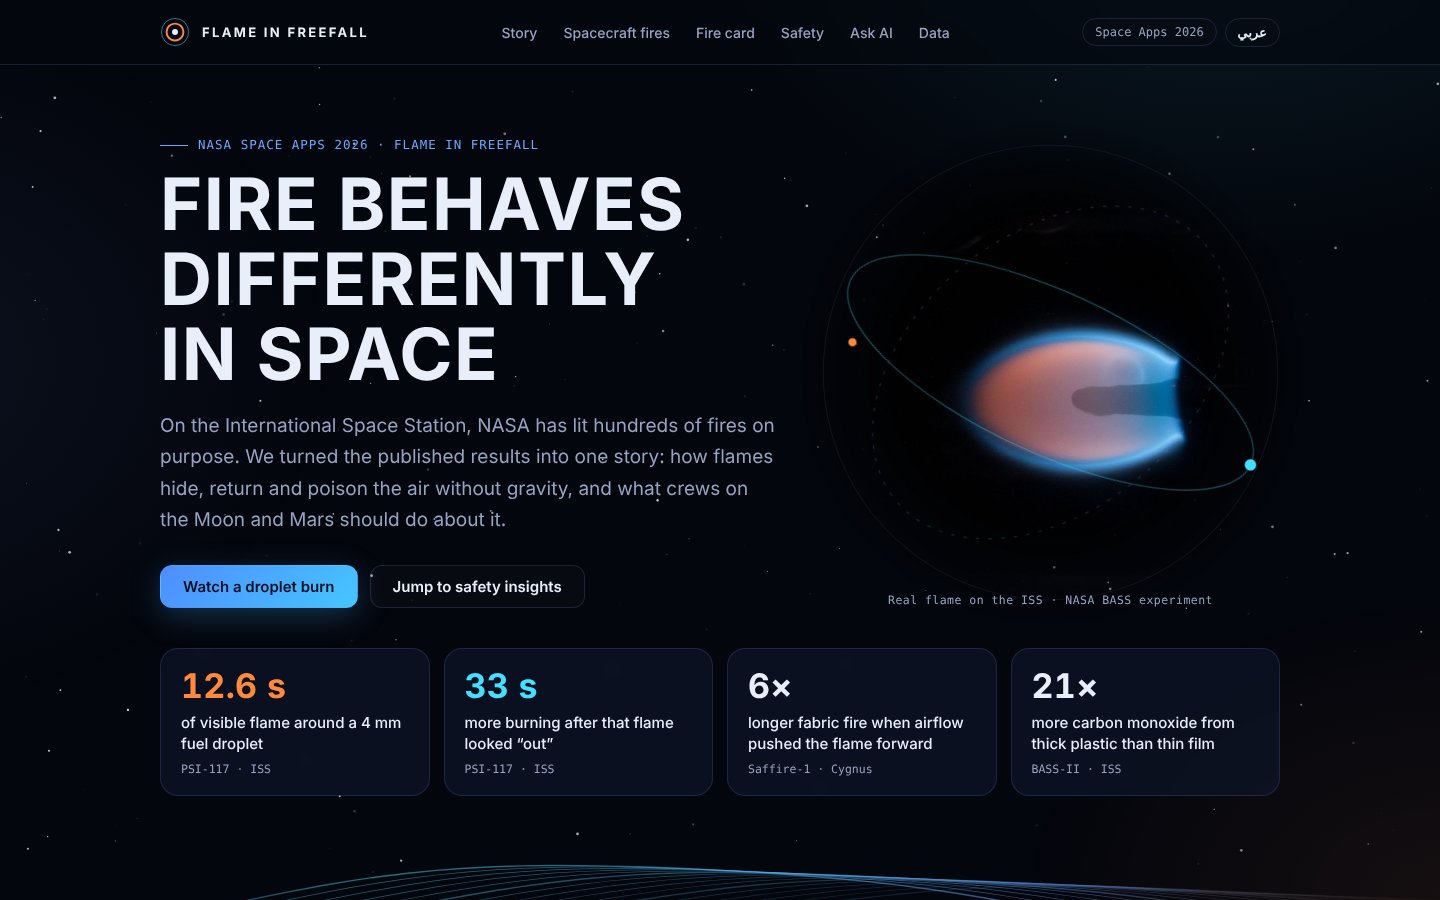 FLAME IN FREEFALL
Story
Spacecraft fires
Fire card
Safety
Ask AI
Data
Space Apps 2026
عربي
NASA SPACE APPS 2026 · FLAME IN FREEFALL
FIRE BEHAVES
DIFFERENTLY
IN SPACE
On the International Space Station, NASA has lit hundreds of fires on
purpose. We turned the published results into one story: how flames
hide, return and poison the air without gravity, and what crews on
the Moon and Mars should do about it.
Watch a droplet burn
Jump to safety insights
Real flame on the ISS · NASA BASS experiment
12.6 s
of visible flame around a 4 mm
fuel droplet
PSI-117 · ISS
33 s
more burning after that flame
looked “out”
PSI-117 · ISS
6×
longer fabric fire when airflow
pushed the flame forward
Saffire-1 · Cygnus
21×
more carbon monoxide from
thick plastic than thin film
BASS-II · ISS